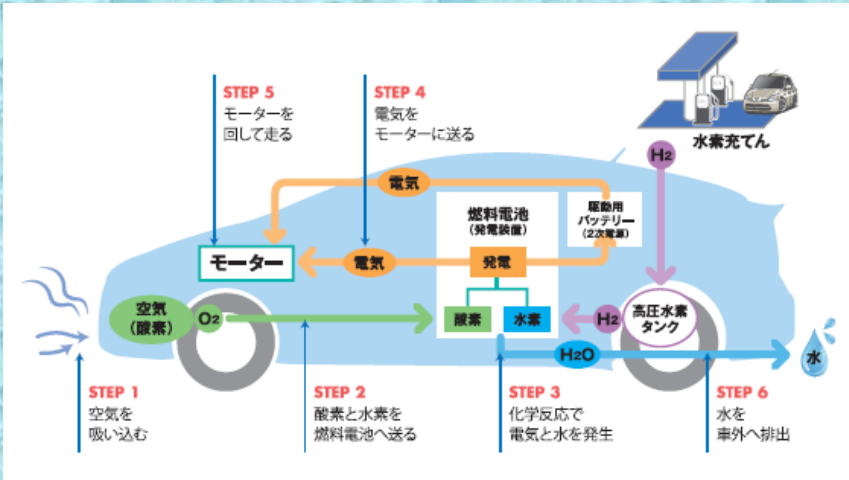 STEP 5
モーターを
回して走る
STEP 4
電気を
モーターに送る
水素充てん
H2
電気
燃料電池
(発電装置)
駆動用
バッテリー
(2次電源)
モーター
電気
発電
空気
(酸素)
O2
酸素
水素
H2
高圧水素
タンク
H2O
水
STEP 1
空気を
吸い込む
STEP 2
酸素と水素を
燃料電池へ送る
STEP 3
化学反応で
電気と水を発生
STEP 6
水を
車外へ排出